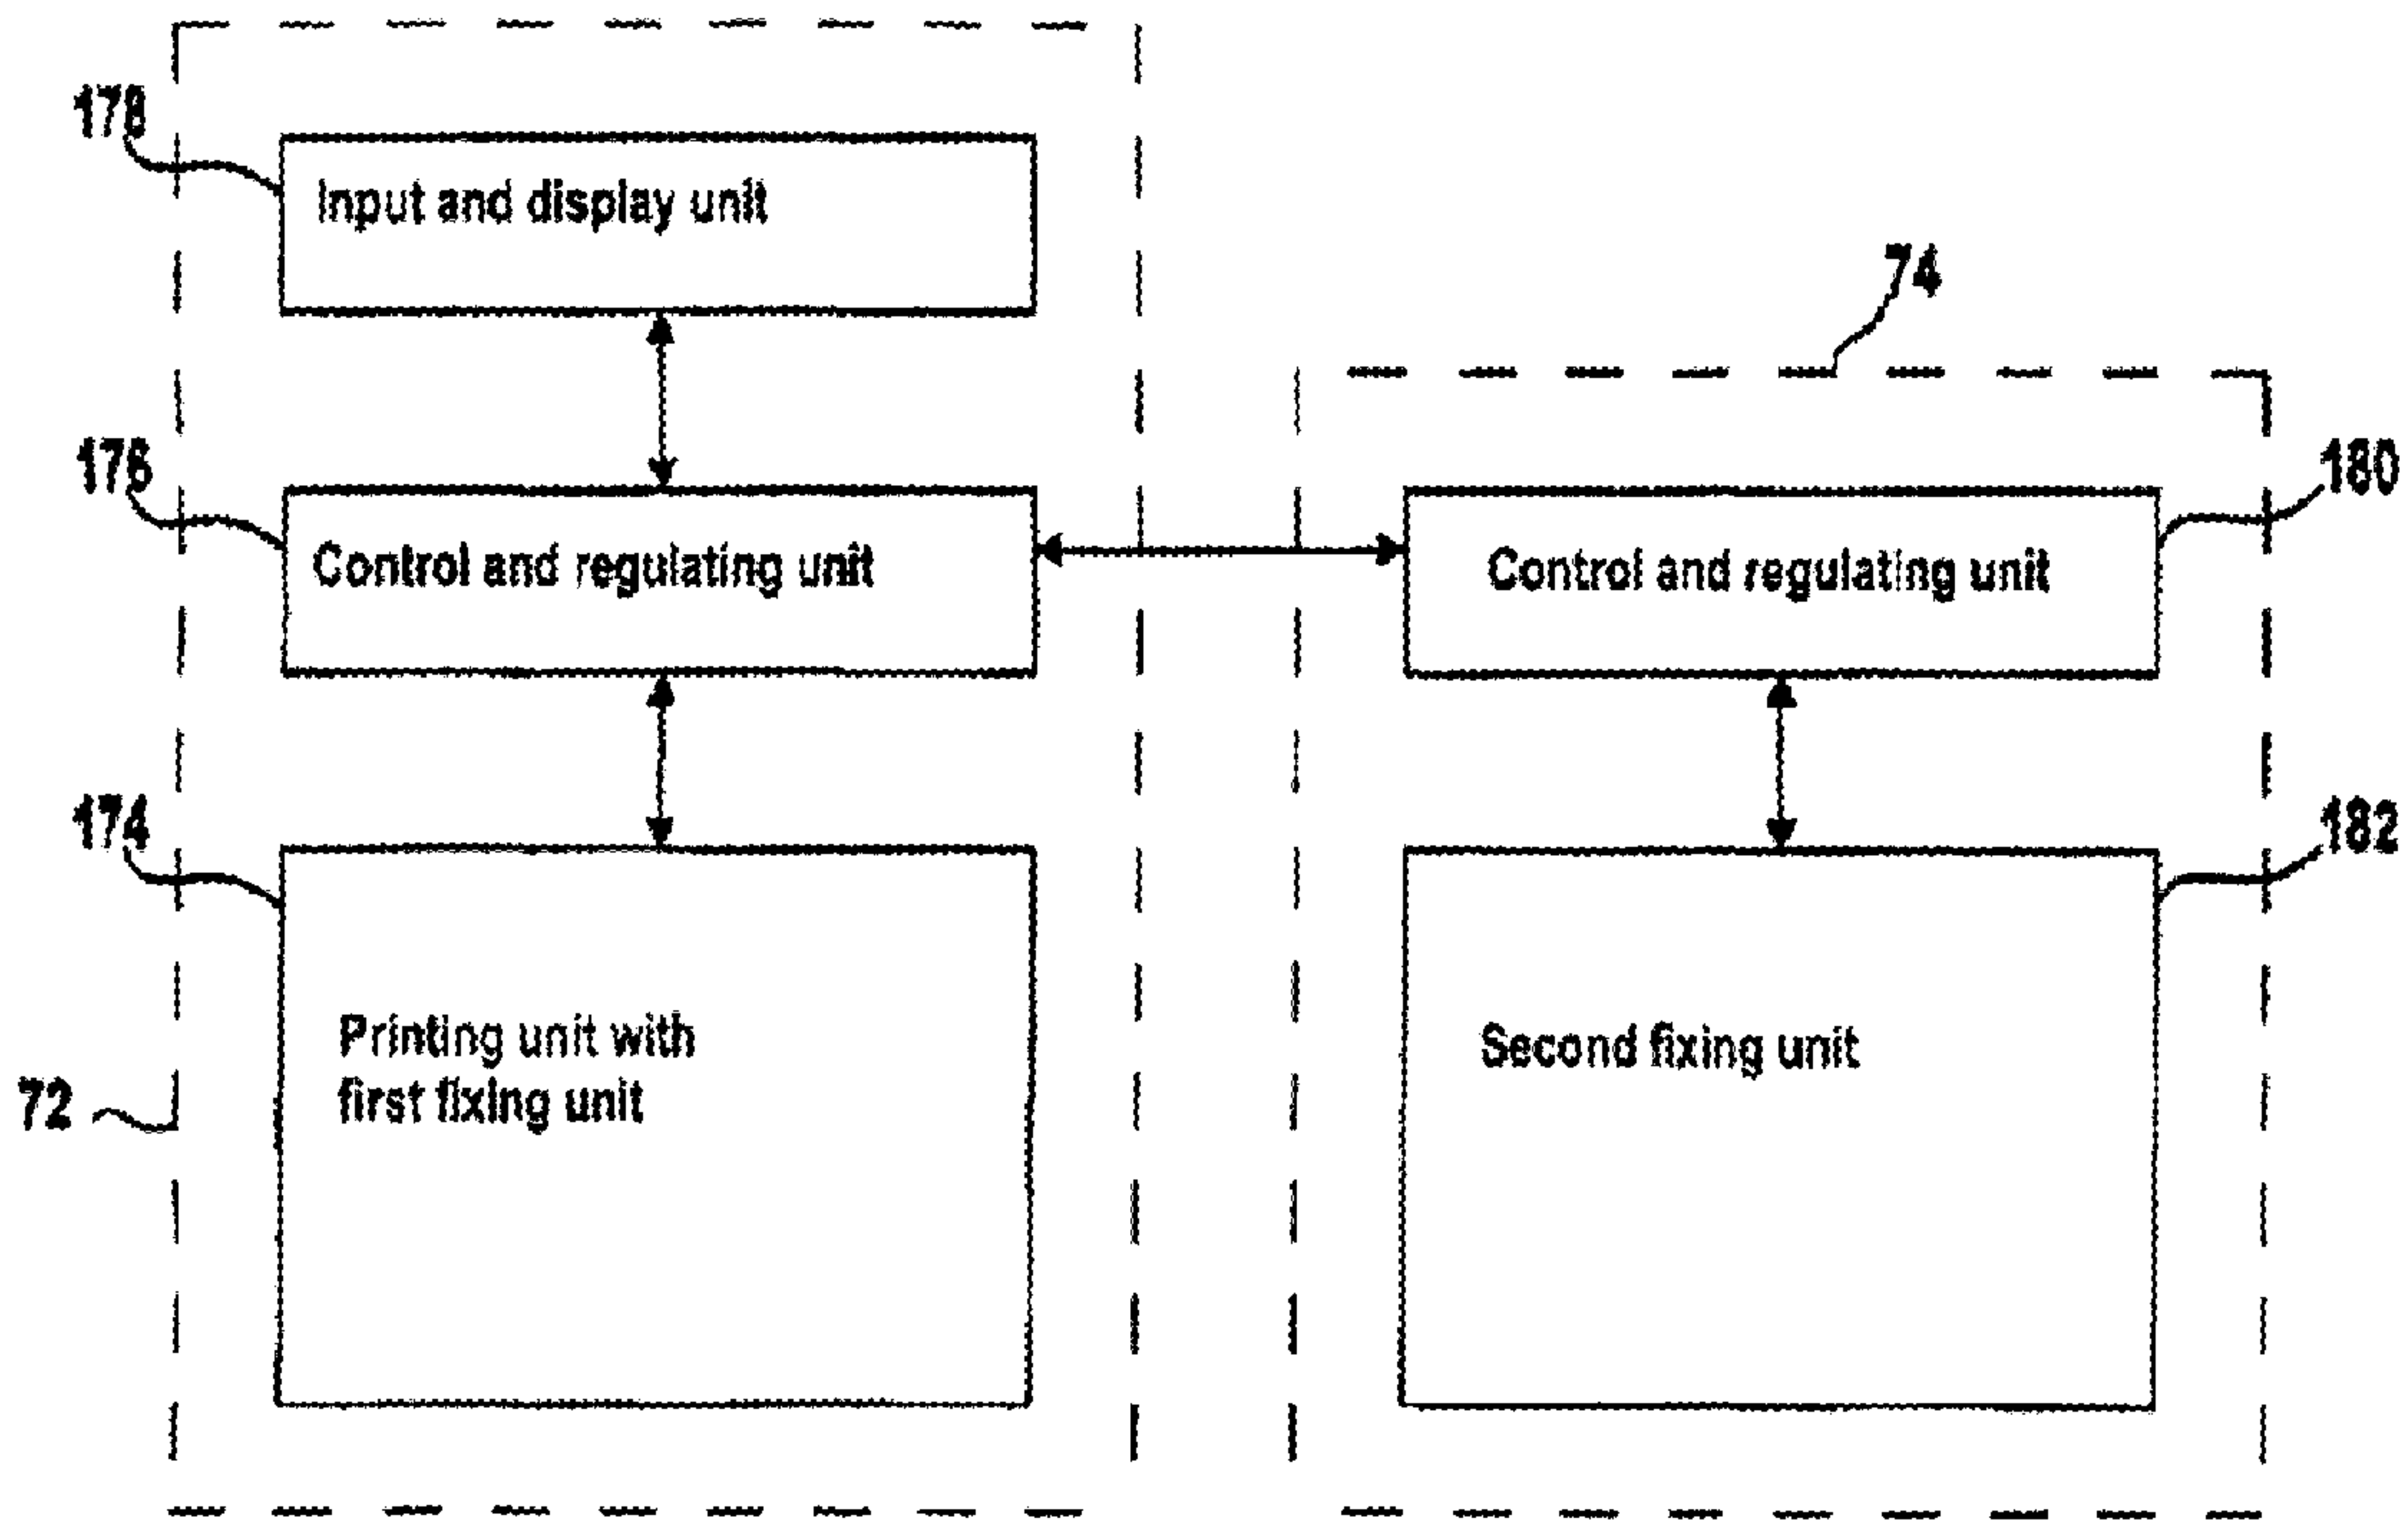 178
Input and display unit
74
176
Control and regulating unit
180
Control and regulating unit
174
182
Printing unit with
first fixing unit
Second fixing unit
72